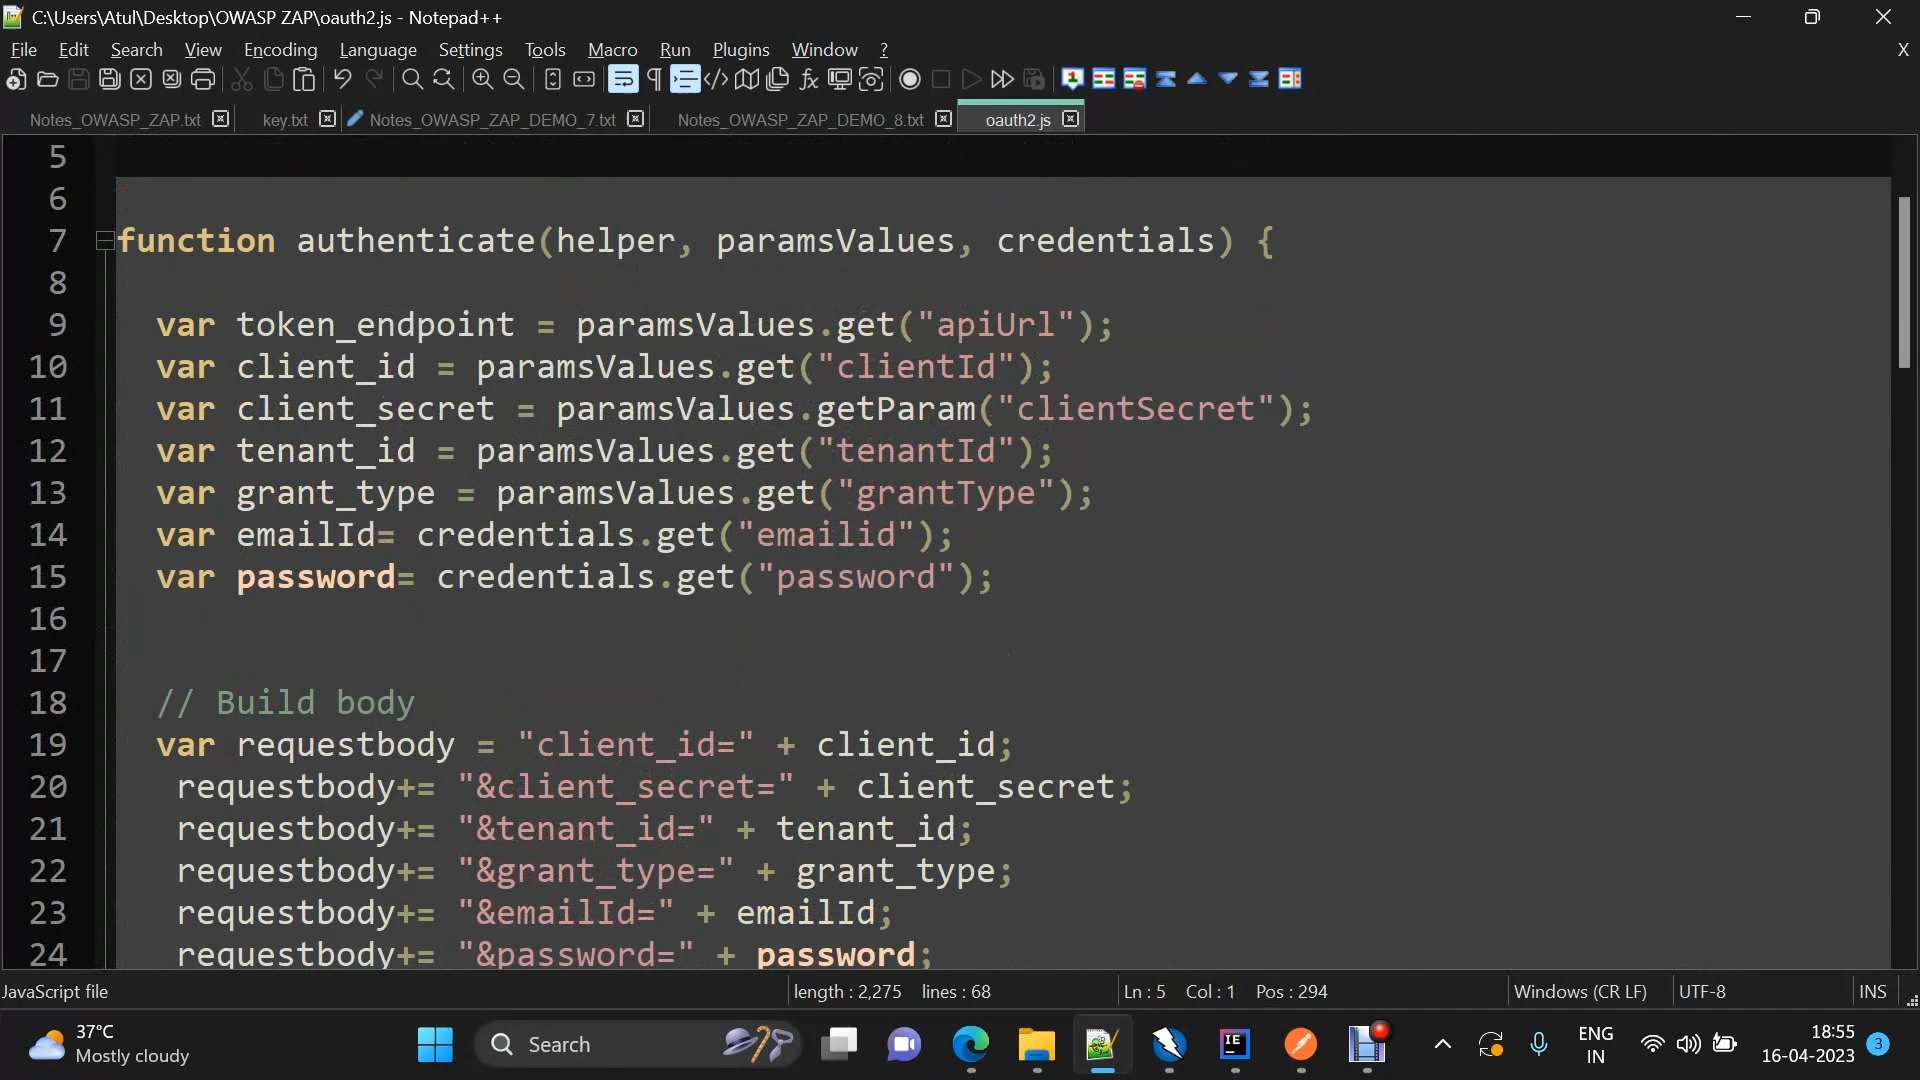 C:\Users\Atul\Desktop\OWASP ZAP\oauth2.js - Notepad++
File Edit Search View Encoding Language Settings Tools Macro Run Plugins Window ? X
Notes_OWASP_ZAP.txt key.txt Notes_OWASP_ZAP_DEMO_7.txt Notes_OWASP_ZAP_DEMO_8.txt oauth2.js
5
6
7 function authenticate(helper, paramsValues, credentials) {
8
9 var token_endpoint = paramsValues.get("apiUrl");
10 var client_id = paramsValues.get("clientId");
11 var client_secret = paramsValues.getParam("clientSecret");
12 var tenant_id = paramsValues.get("tenantId");
13 var grant_type = paramsValues.get("grantType");
14 var emailId= credentials.get("emailid");
15 var password= credentials.get("password");
16
17
18 // Build body
19 var requestbody = "client_id=" + client_id;
20 requestbody+= "&client_secret=" + client_secret;
21 requestbody+= "&tenant_id=" + tenant_id;
22 requestbody+= "&grant_type=" + grant_type;
23 requestbody+= "&emailId=" + emailId;
24 requestbody+= "&password=" + password;
JavaScript file length : 2,275 lines : 68 Ln : 5 Col : 1 Pos : 294 Windows (CR LF) UTF-8 INS
37°C
Mostly cloudy
Search
IE
ENG
IN
18:55
16-04-2023
3